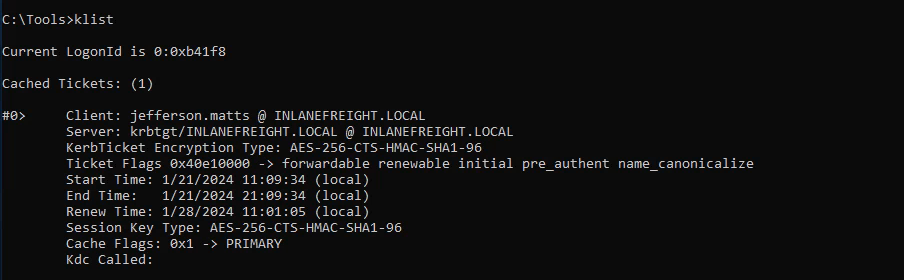 C:\Tools>klist
Current LogonId is 0:0xb41f8
Cached Tickets: (1)
#0>     Client: jefferson.matts @ INLANEFREIGHT.LOCAL
        Server: krbtgt/INLANEFREIGHT.LOCAL @ INLANEFREIGHT.LOCAL
        KerbTicket Encryption Type: AES-256-CTS-HMAC-SHA1-96
        Ticket Flags 0x40e10000 -> forwardable renewable initial pre_authent name_canonicalize
        Start Time: 1/21/2024 11:09:34 (local)
        End Time:   1/21/2024 21:09:34 (local)
        Renew Time: 1/28/2024 11:01:05 (local)
        Session Key Type: AES-256-CTS-HMAC-SHA1-96
        Cache Flags: 0x1 -> PRIMARY
        Kdc Called: